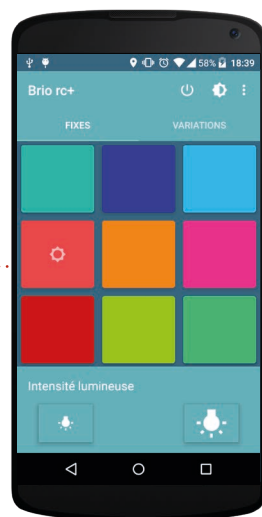 58% 18:39
Brio rc+
FIXES VARIATIONS
Intensité lumineuse